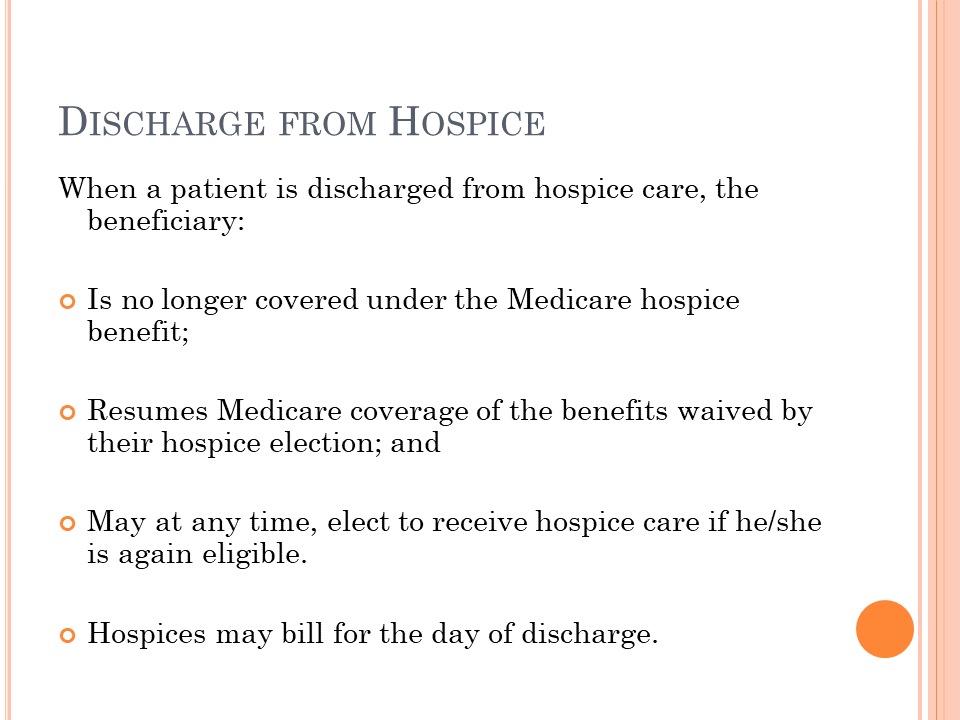 Discharge from Hospice
When a patient is discharged from hospice care, the
beneficiary:
Is no longer covered under the Medicare hospice
benefit;
Resumes Medicare coverage of the benefits waived by
their hospice election; and
May at any time, elect to receive hospice care if he/she
is again eligible.
Hospices may bill for the day of discharge.